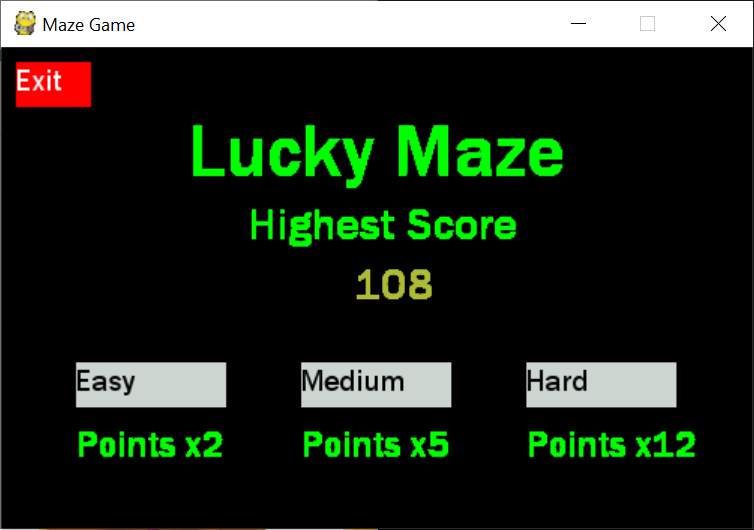 Maze Game
Exit
Lucky Maze
Highest Score
108
Easy Medium Hard
Points x2 Points x5 Points x12